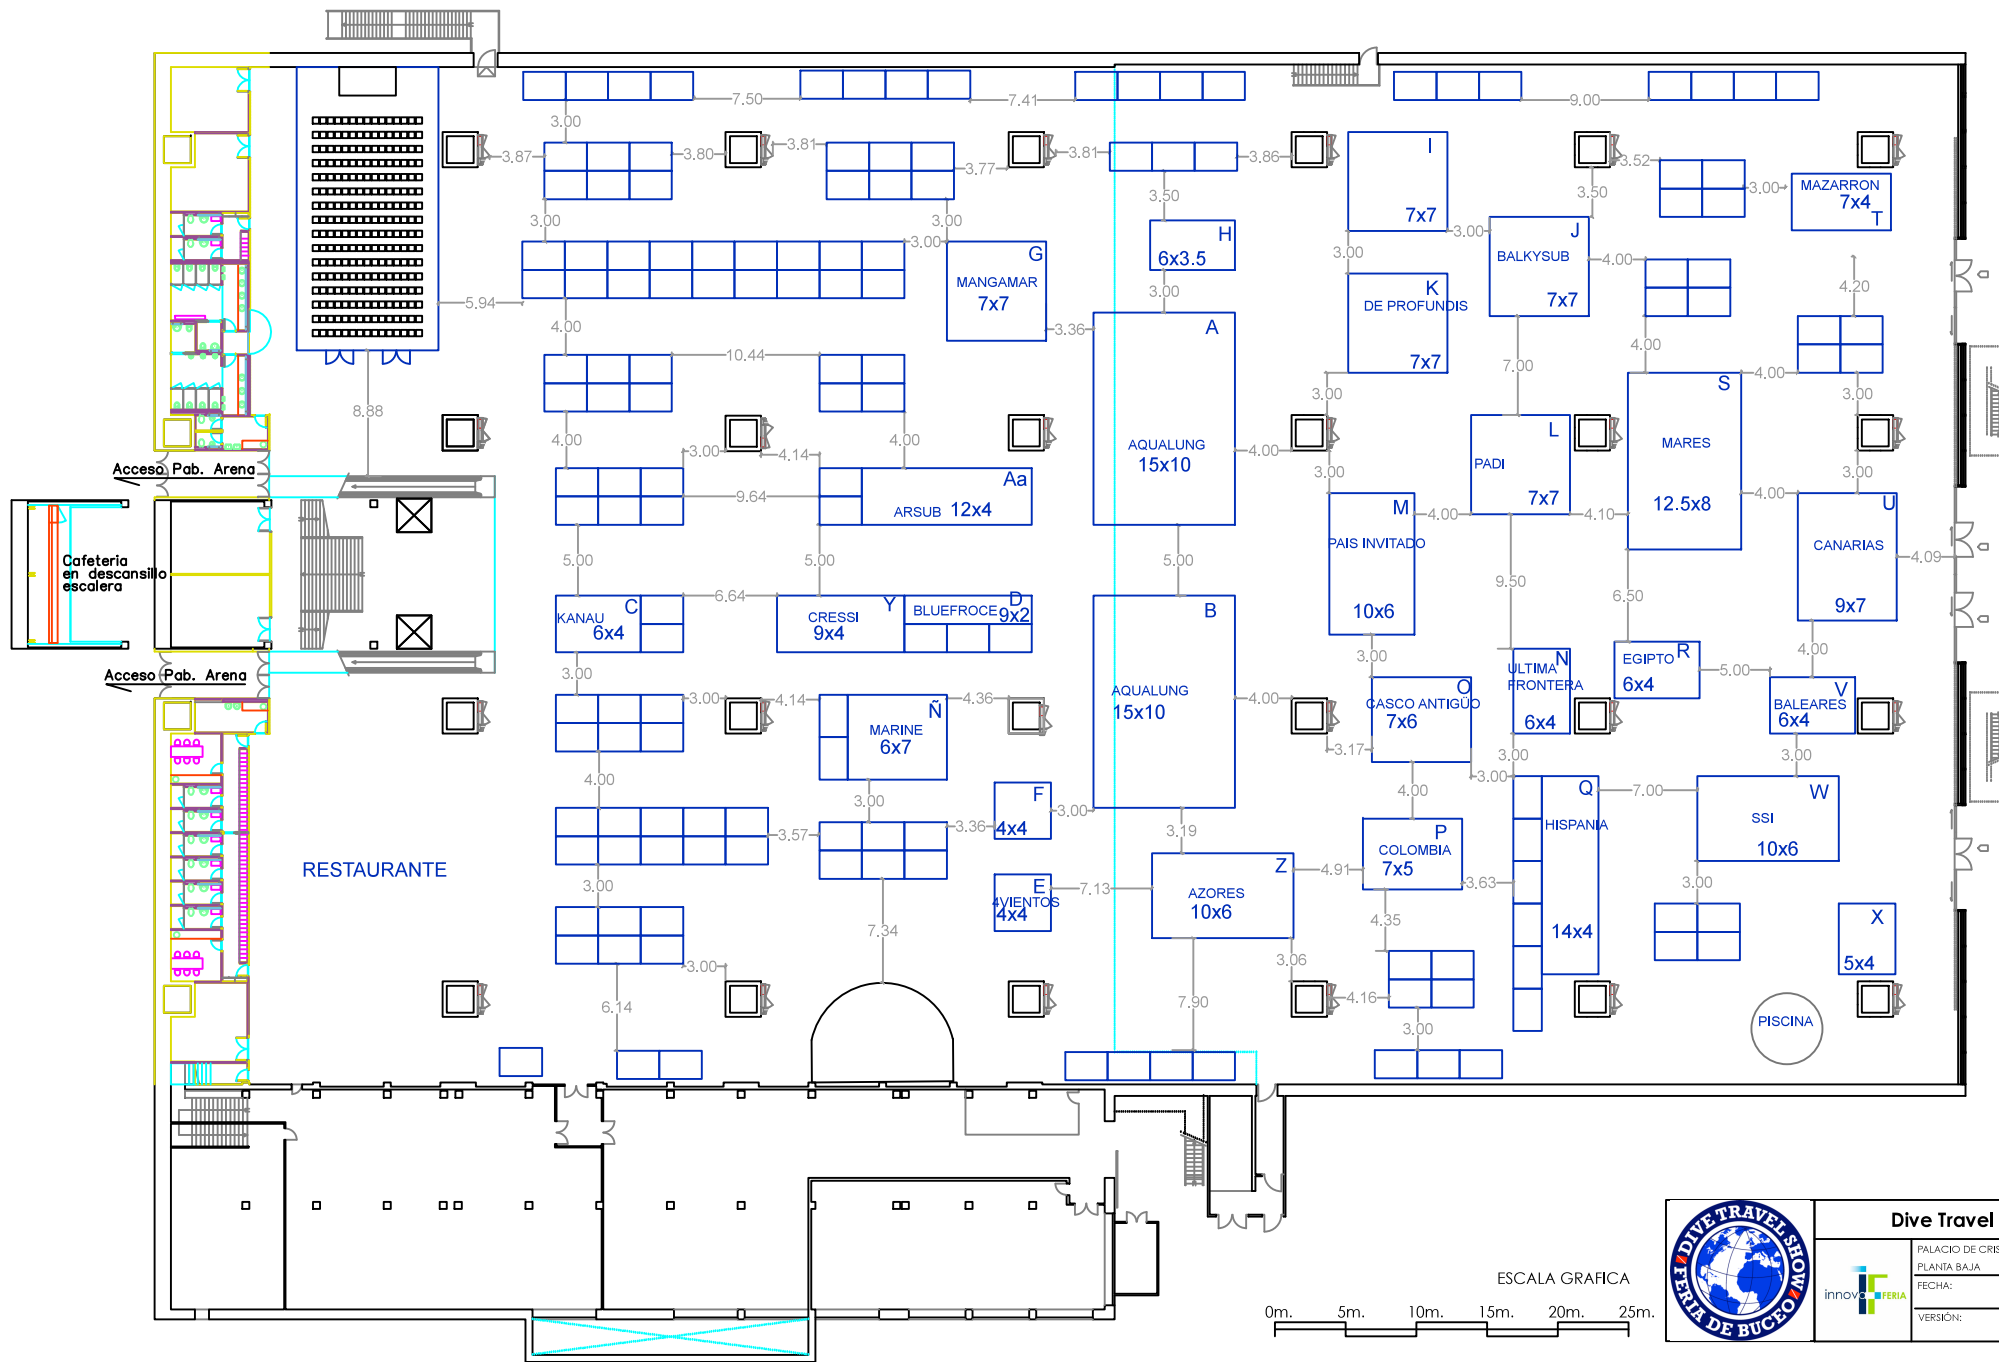 7.50
7.41
9.00
3.00
3.87
3.80
3.81
3.77
3.81
3.86
3.52
3.50
3.50
3.00
3.00
3.00
3.00
3.00
3.00
I
7x7
MAZARRON
7x4
T
H
6x3.5
J
BALKYSUB
7x7
4.00
4.20
G
MANGAMAR
7x7
5.94
4.00
3.36
3.00
K
DE PROFUNDIS
7x7
A
AQUALUNG
15x10
10.44
7.00
4.00
4.00
3.00
3.00
8.88
4.00
3.00
4.14
4.00
4.00
3.00
3.00
S
MARES
12.5x8
L
PADI
7x7
Acceso Pab. Arena
9.64
Aa
ARSUB 12x4
M
PAIS INVITADO
10x6
4.00
4.10
4.00
U
CANARIAS
9x7
4.09
Cafeteria
en descansillo
escalera
5.00
5.00
5.00
9.50
6.50
C
KANAU
6x4
6.64
Y
CRESSI
9x4
D
BLUEFROCE
9x2
B
AQUALUNG
15x10
4.00
Acceso Pab. Arena
3.00
3.00
4.14
4.36
4.00
3.00
O
CASCO ANTIGÜO
7x6
N
ULTIMA
FRONTERA
6x4
R
EGIPTO
6x4
5.00
V
BALEARES
6x4
Ñ
MARINE
6x7
3.17
3.00
3.00
3.00
4.00
4.00
3.00
F
4x4
3.00
3.57
3.36
3.19
Q
HISPANIA
14x4
7.00
W
SSI
10x6
P
COLOMBIA
7x5
RESTAURANTE
3.00
E
4VIENTOS
4x4
7.13
Z
AZORES
10x6
4.91
3.63
3.00
4.35
7.34
X
5x4
3.00
6.14
3.06
4.16
7.90
3.00
PISCINA
ESCALA GRAFICA
0m. 5m. 10m. 15m. 20m. 25m.
DIVE TRAVEL SHOW
FERIA DE BUCEO
Dive Travel
innova FERIA
PALACIO DE CRIS
PLANTA BAJA
FECHA:
VERSIÓN: